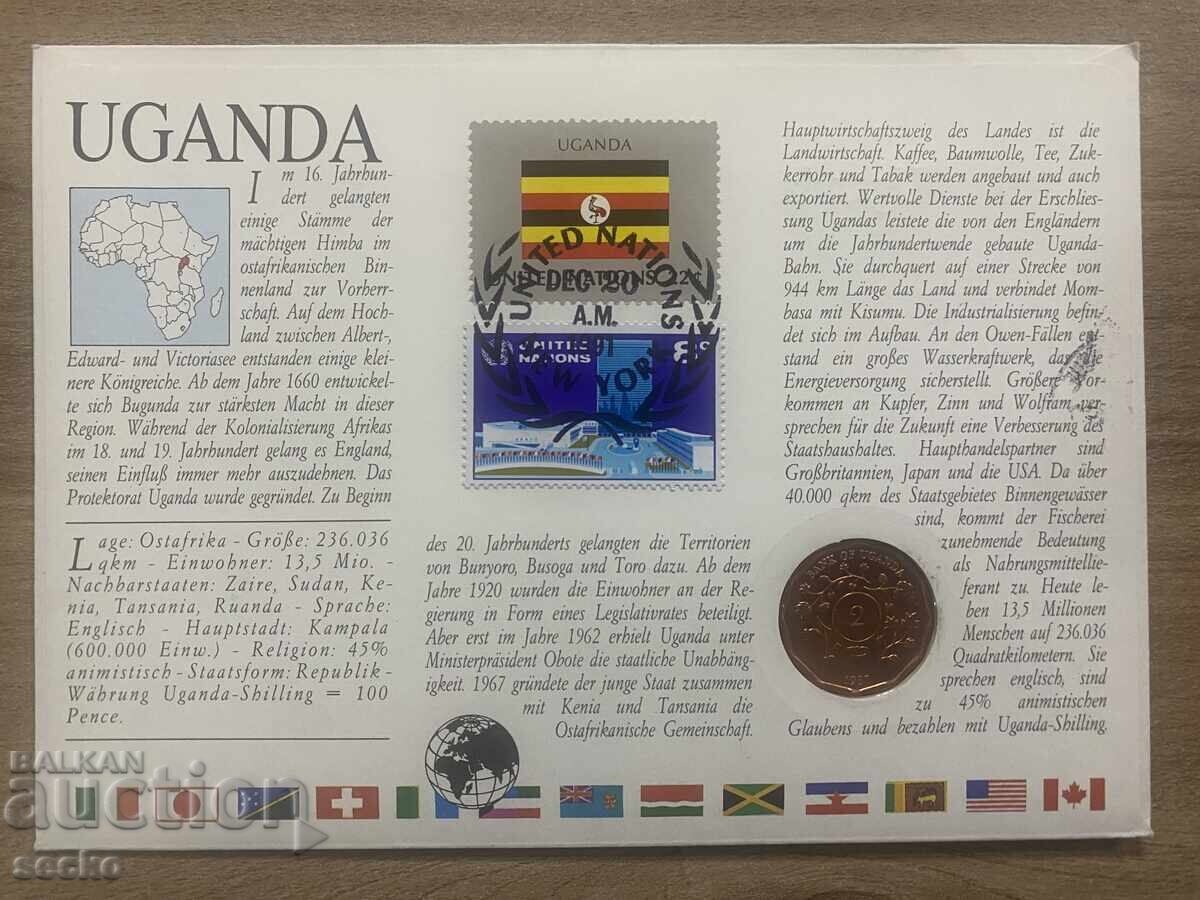 UGANDA
Im 16. Jahrhun-
dert gelangten
einige Stämme der
mächtigen Himba im
ostafrikanischen Bin-
nenland zur Vorherr-
schaft. Auf dem Hoch-
land zwischen Albert-,
Edward- und Victoriasee entstanden einige klei-
nere Königreiche. Ab dem Jahre 1660 entwickel-
te sich Bugunda zur stärksten Macht in dieser
Region. Während der Kolonialisierung Afrikas
im 18. und 19. Jahrhundert gelang es England,
seinen Einfluß immer mehr auszudehnen. Das
Protektorat Uganda wurde gegründet. Zu Beginn
Lage: Ostafrika - Größe: 236.036
qkm - Einwohner: 13,5 Mio. -
Nachbarstaaten: Zaire, Sudan, Ke-
nia, Tansania, Ruanda - Sprache:
Englisch - Hauptstadt: Kampala
(600.000 Einw.) - Religion: 45%
animistisch - Staatsform: Republik -
Währung Uganda-Shilling = 100
Pence.
UGANDA
UNITED NATIONS 22¢
UNITED NATIONS
DEC 20
A.M.
NEW YORK
UNITED
NATIONS
des 20. Jahrhunderts gelangten die Territorien
von Bunyoro, Busoga und Toro dazu. Ab dem
Jahre 1920 wurden die Einwohner an der Re-
gierung in Form eines Legislativrates beteiligt.
Aber erst im Jahre 1962 erhielt Uganda unter
Ministerpräsident Obote die staatliche Unabhän-
gigkeit. 1967 gründete der junge Staat zusammen
mit Kenia und Tansania die
Ostafrikanische Gemeinschaft.
Hauptwirtschaftszweig des Landes ist die
Landwirtschaft. Kaffee, Baumwolle, Tee, Zuk-
kerrohr und Tabak werden angebaut und auch
exportiert. Wertvolle Dienste bei der Erschlies-
sung Ugandas leistete die von den Engländern
um die Jahrhundertwende gebaute Uganda-
Bahn. Sie durchquert auf einer Strecke von
944 km Länge das Land und verbindet Mom-
basa mit Kisumu. Die Industrialisierung befin-
det sich im Aufbau. An den Owen-Fällen ent-
stand ein großes Wasserkraftwerk, das die
Energieversorgung sicherstellt. Größere Vor-
kommen an Kupfer, Zinn und Wolfram ver-
sprechen für die Zukunft eine Verbesserung des
Staatshaushaltes. Haupthandelspartner sind
Großbritannien, Japan und die USA. Da über
40.000 qkm des Staatsgebietes Binnengewässer
sind, kommt der Fischerei
zunehmende Bedeutung
als Nahrungsmittellie-
ferant zu. Heute le-
ben 13,5 Millionen
Menschen auf 236.036
Quadratkilometern. Sie
sprechen englisch, sind
zu 45% animistischen
Glaubens und bezahlen mit Uganda-Shilling.
BANK OF UGANDA
2
1987
BALKAN
auction
secko